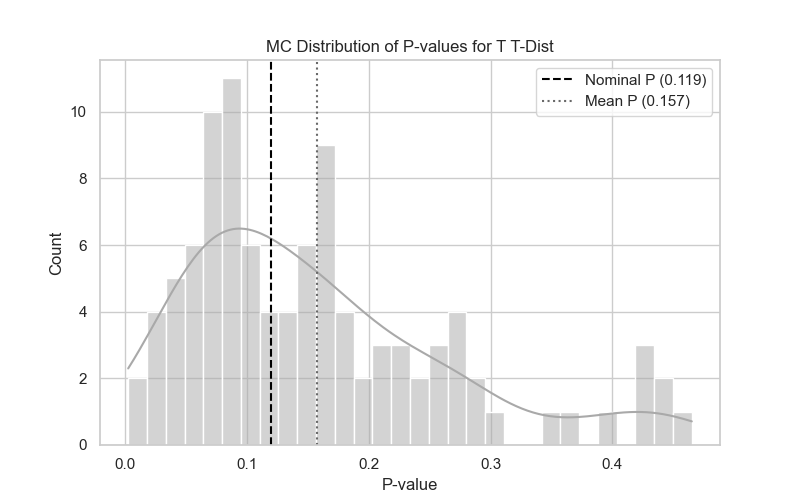 MC Distribution of P-values for T T-Dist
Nominal P (0.119)
Mean P (0.157)
Count
10
8
6
4
2
0
0.0 0.1 0.2 0.3 0.4
P-value